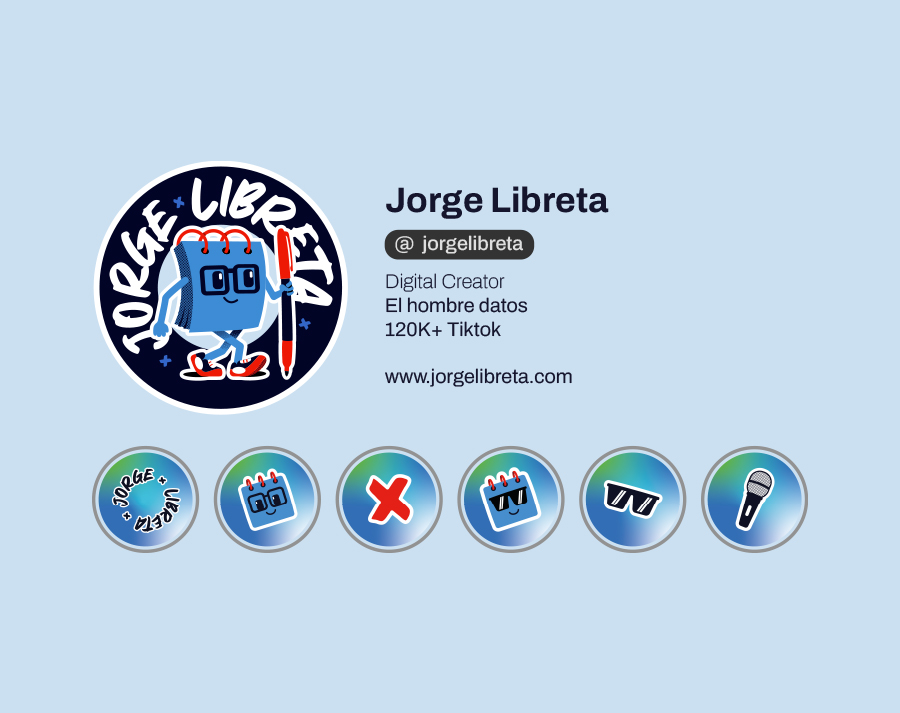 JORGE LIBRETA
Jorge Libreta
@ jorgelibreta
Digital Creator
El hombre datos
120K+ Tiktok
www.jorgelibreta.com
JORGE + LIBRETA +